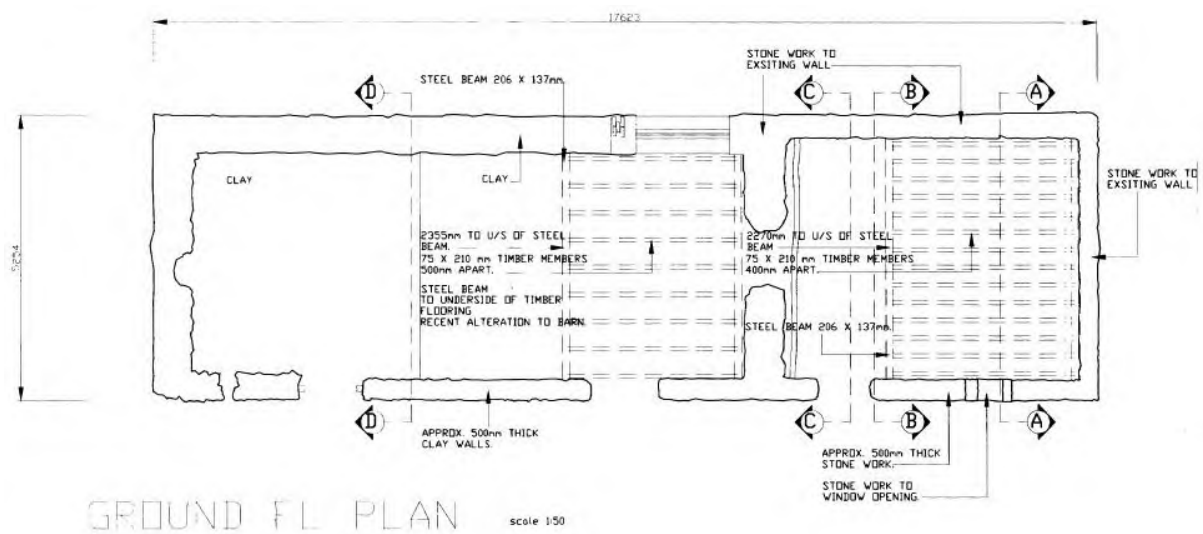 17623
STONE WORK TO
EXSITING WALL
STEEL BEAM 206 X 137mm.
D
C
B
A
STONE WORK TO
EXSITING WALL
CLAY
CLAY
5254
2355mm TO U/S OF STEEL
BEAM.
75 X 210 mm TIMBER MEMBERS
500mm APART.
STEEL BEAM
TO UNDERSIDE OF TIMBER
FLOORING
RECENT ALTERATION TO BARN.
2270mm TO U/S OF STEEL
BEAM
75 X 210 mm TIMBER MEMBERS
400mm APART.
STEEL BEAM 206 X 137mm.
D
C
B
A
APPROX. 500mm THICK
CLAY WALLS.
APPROX. 500mm THICK
STONE WORK.
STONE WORK TO
WINDOW OPENING.
GROUND FL PLAN
scale 1:50